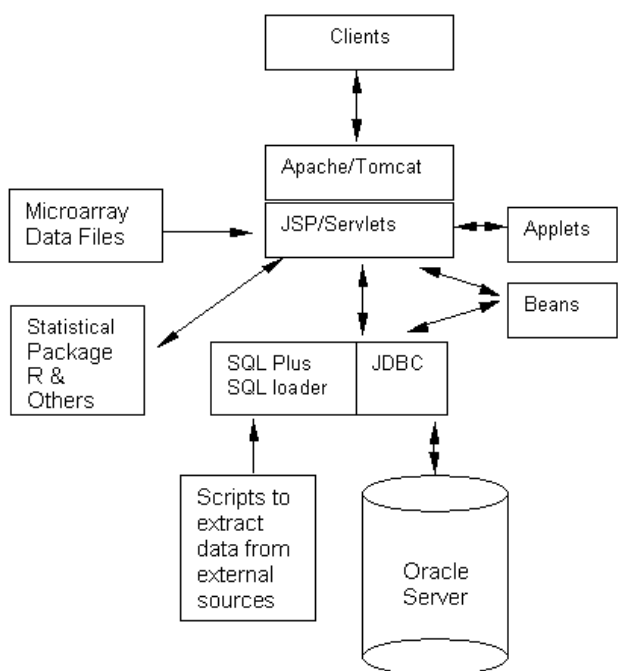 Clients
Apache/Tomcat
Microarray
Data Files
JSP/Servlets
Applets
Beans
Statistical
Package
R &
Others
SQL Plus
SQL loader
JDBC
Scripts to
extract
data from
external
sources
Oracle
Server